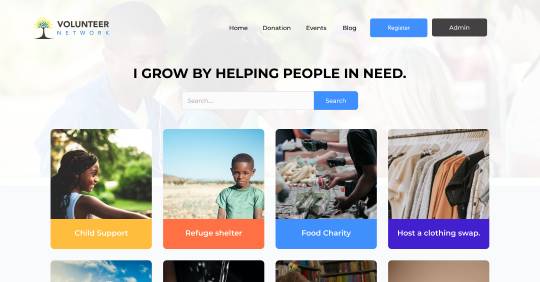 VOLUNTEER
NETWORK
Home
Donation
Events
Blog
Register
Admin
I GROW BY HELPING PEOPLE IN NEED.
Search...
Search
Child Support
Refuge shelter
Food Charity
Host a clothing swap.